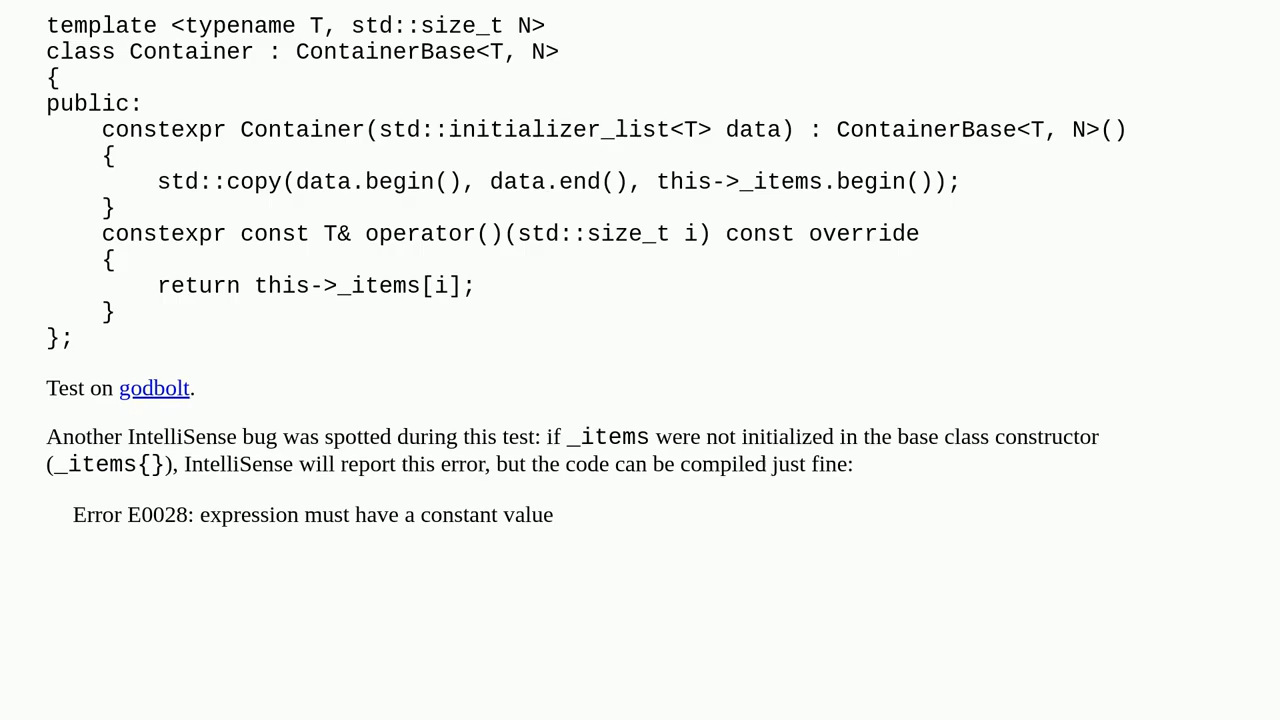 template <typename T, std::size_t N>
class Container : ContainerBase<T, N>
{
public:
    constexpr Container(std::initializer_list<T> data) : ContainerBase<T, N>()
    {
        std::copy(data.begin(), data.end(), this->_items.begin());
    }
    constexpr const T& operator()(std::size_t i) const override
    {
        return this->_items[i];
    }
};
Test on godbolt.
Another IntelliSense bug was spotted during this test: if _items were not initialized in the base class constructor
(_items{}), IntelliSense will report this error, but the code can be compiled just fine:
Error E0028: expression must have a constant value